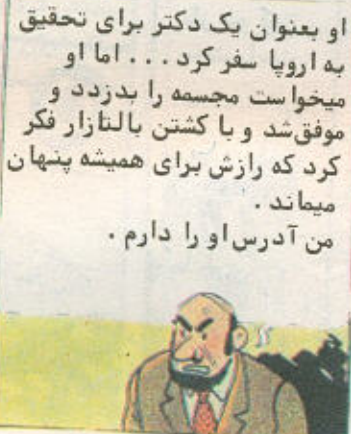 او بعنوان یک دکتر برای تحقیق
به اروپا سفر کرد . . . اما او
میخواست مجسمه را بدزدد و
موفق‌شد و با کشتن بالتازار فکر
کرد که رازش برای همیشه پنهان
میماند .
من آدرس‌او را دارم .